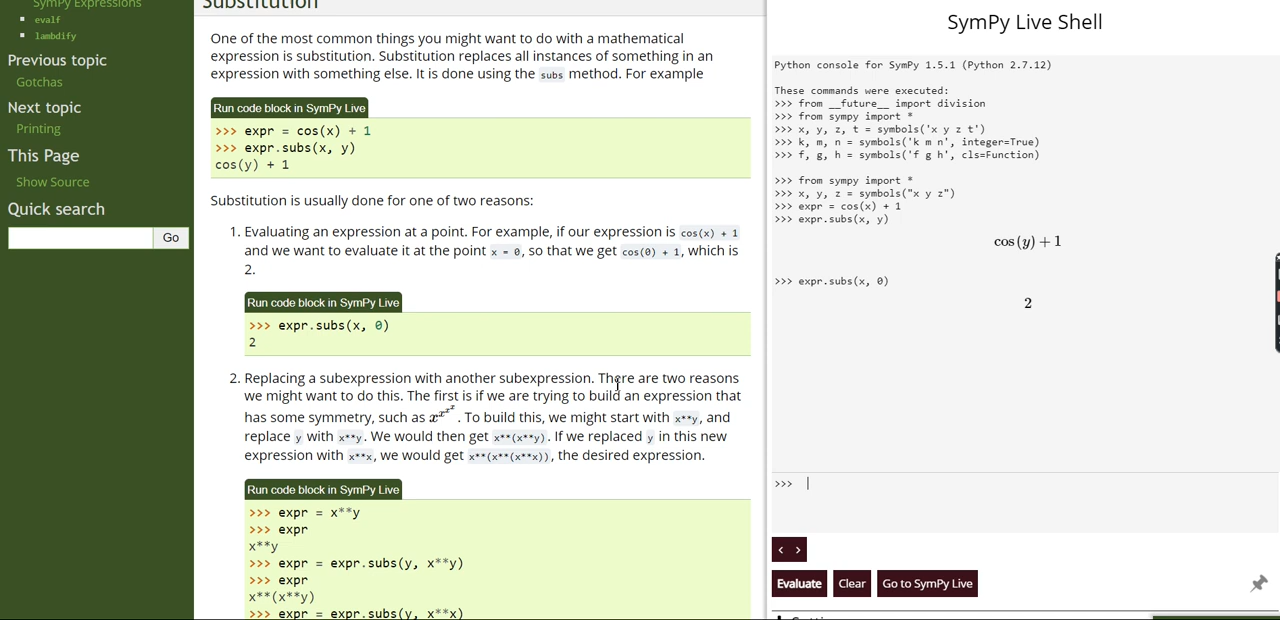 SymPy Expressions
evalf
lambdify
Previous topic
Gotchas
Next topic
Printing
This Page
Show Source
Quick search
Go
Substitution
One of the most common things you might want to do with a mathematical
expression is substitution. Substitution replaces all instances of something in an
expression with something else. It is done using the subs method. For example
Run code block in SymPy Live
>>> expr = cos(x) + 1
>>> expr.subs(x, y)
cos(y) + 1
Substitution is usually done for one of two reasons:
1. Evaluating an expression at a point. For example, if our expression is cos(x) + 1
and we want to evaluate it at the point x = 0, so that we get cos(0) + 1, which is
2.
Run code block in SymPy Live
>>> expr.subs(x, 0)
2
2. Replacing a subexpression with another subexpression. There are two reasons
we might want to do this. The first is if we are trying to build an expression that
has some symmetry, such as x^{x^{x^x}}. To build this, we might start with x**y, and
replace y with x**y. We would then get x**(x**y). If we replaced y in this new
expression with x**x, we would get x**(x**(x**x)), the desired expression.
Run code block in SymPy Live
>>> expr = x**y
>>> expr
x**y
>>> expr = expr.subs(y, x**y)
>>> expr
x**(x**y)
>>> expr = expr.subs(y, x**x)
SymPy Live Shell
Python console for SymPy 1.5.1 (Python 2.7.12)
These commands were executed:
>>> from __future__ import division
>>> from sympy import *
>>> x, y, z, t = symbols('x y z t')
>>> k, m, n = symbols('k m n', integer=True)
>>> f, g, h = symbols('f g h', cls=Function)
>>> from sympy import *
>>> x, y, z = symbols("x y z")
>>> expr = cos(x) + 1
>>> expr.subs(x, y)
cos(y) + 1
>>> expr.subs(x, 0)
2
>>>
< >
Evaluate Clear Go to SymPy Live